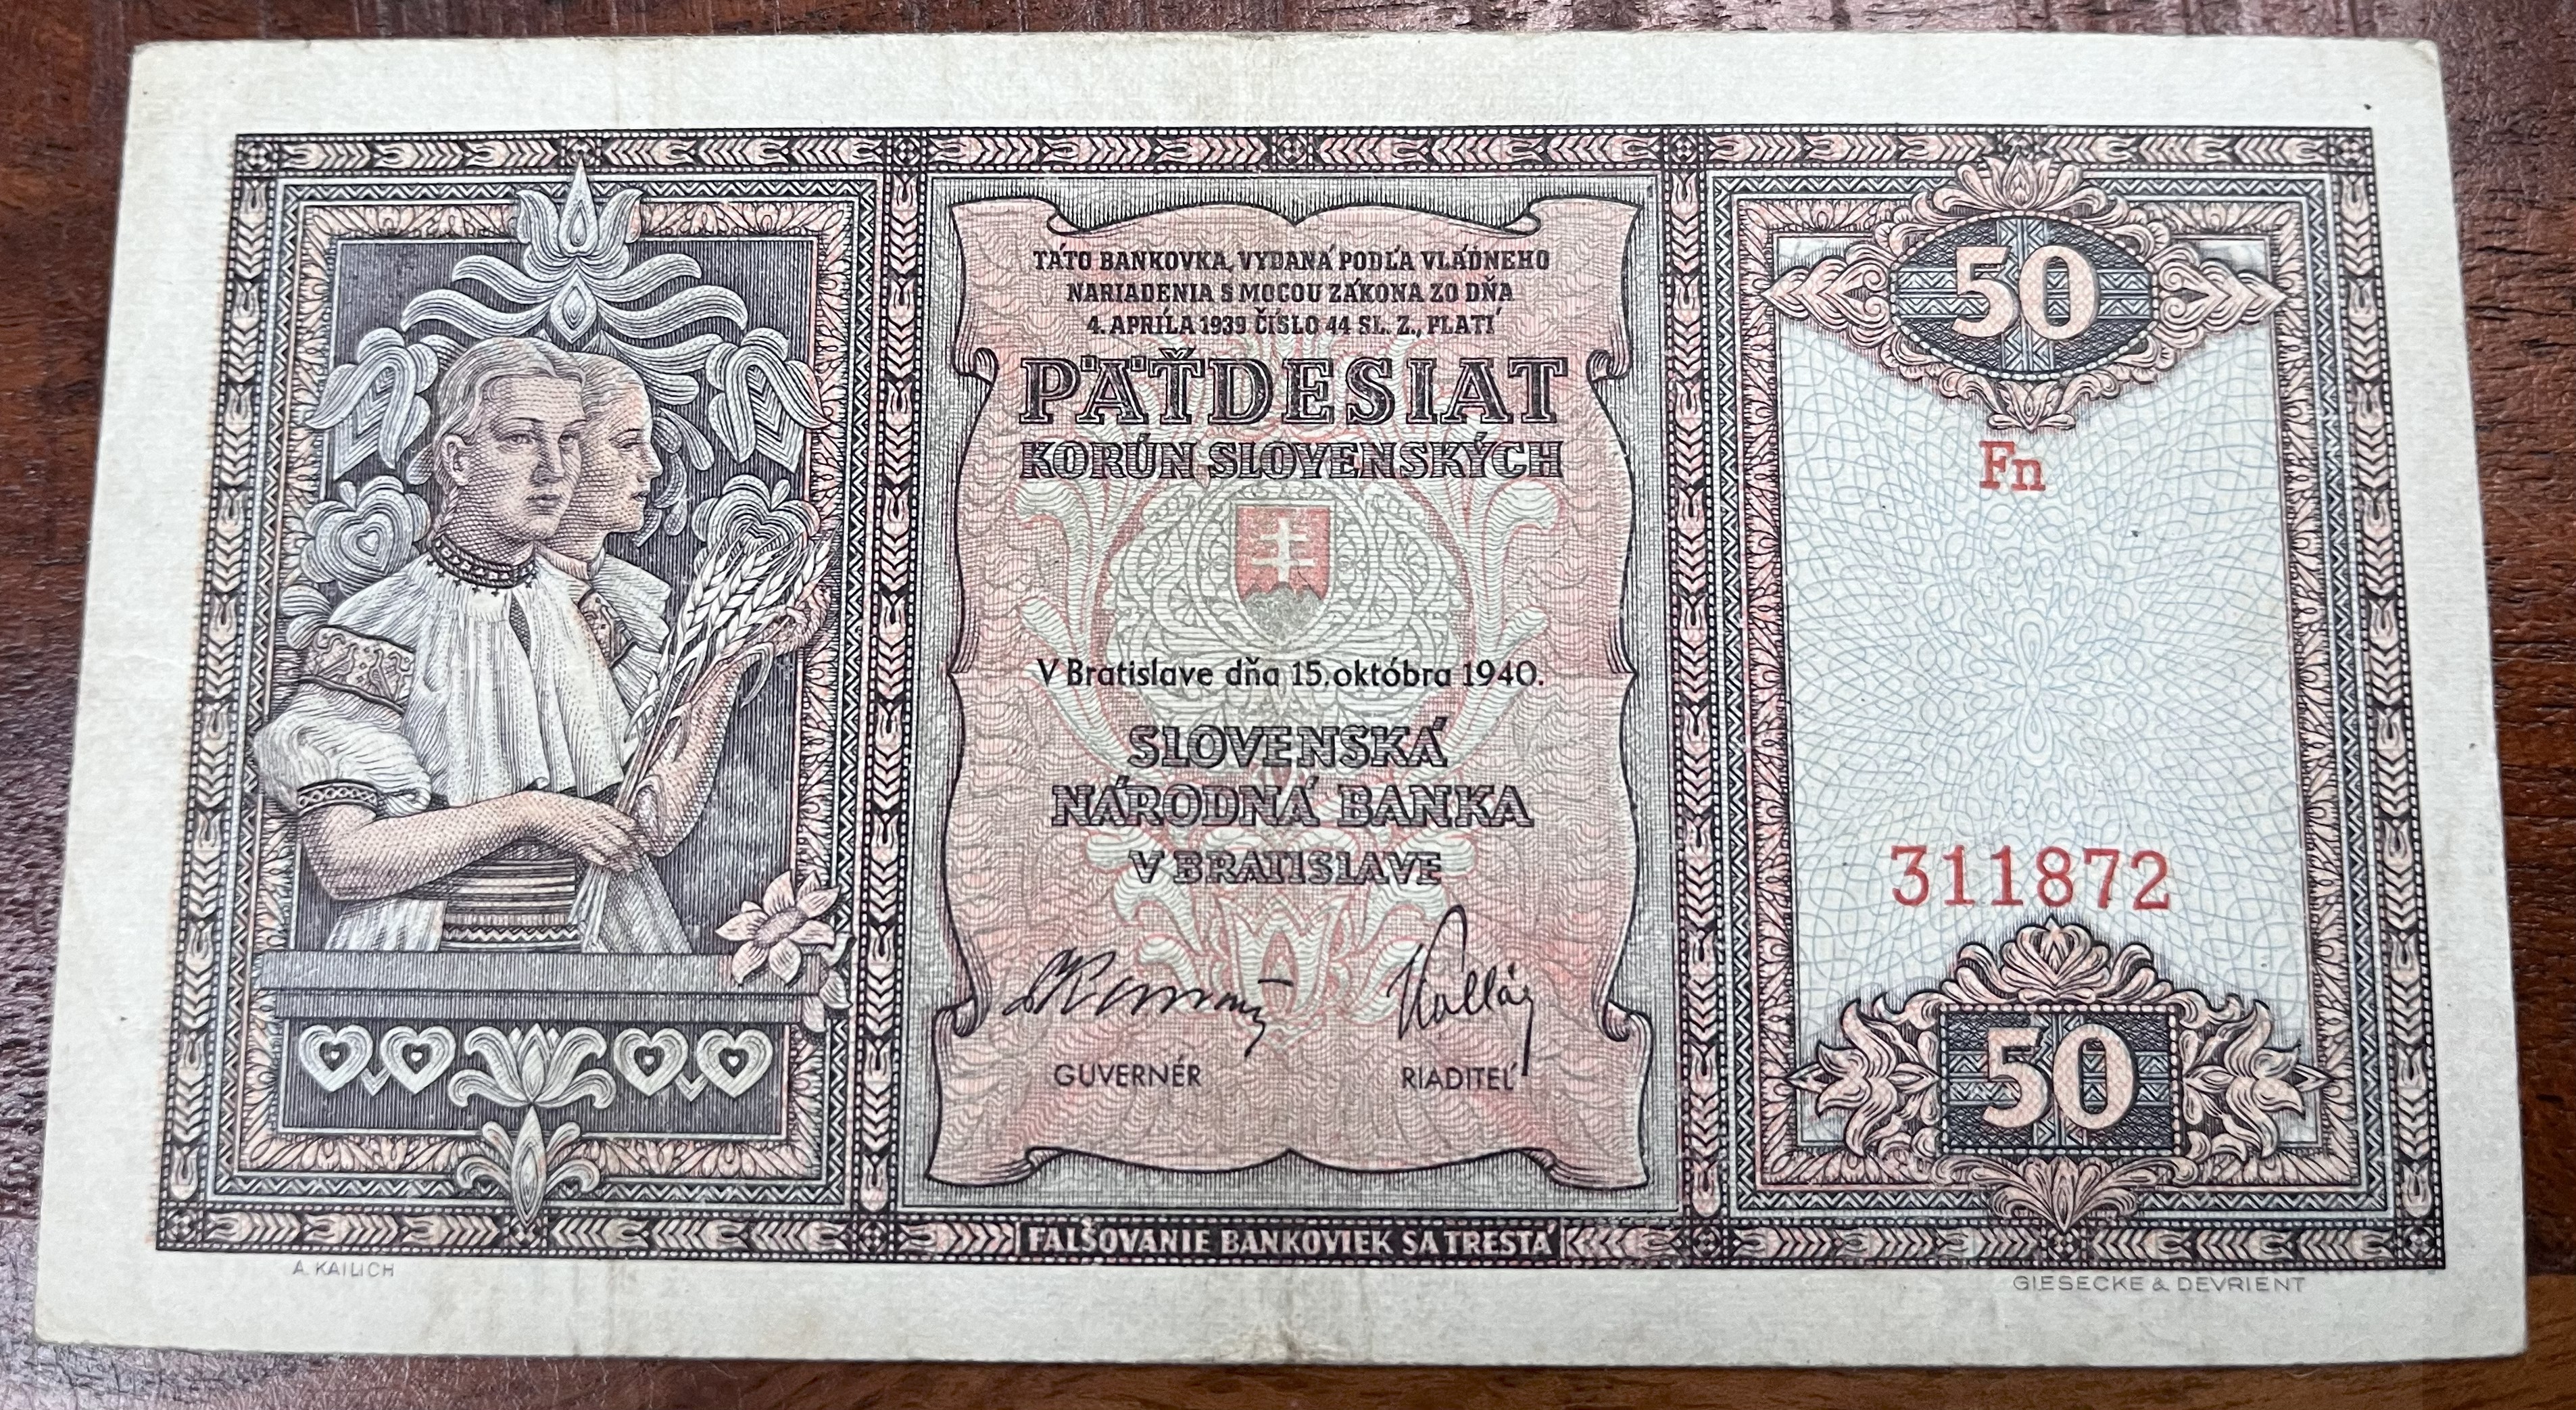 TÁTO BANKOVKA, VYDANÁ PODĽA VLÁDNEHO
NARIADENIA S MOCOU ZÁKONA ZO DŇA
4. APRÍLA 1939 ČÍSLO 44 SL. Z., PLATÍ
PÄŤDESIAT
KORÚN SLOVENSKÝCH
V Bratislave dňa 15. októbra 1940.
SLOVENSKÁ
NÁRODNÁ BANKA
V BRATISLAVE
GUVERNÉR
RIADITEĽ
FALŠOVANIE BANKOVIEK SA TRESTÁ
50
Fn
311872
50
A. KAILICH
GIESECKE & DEVRIENT